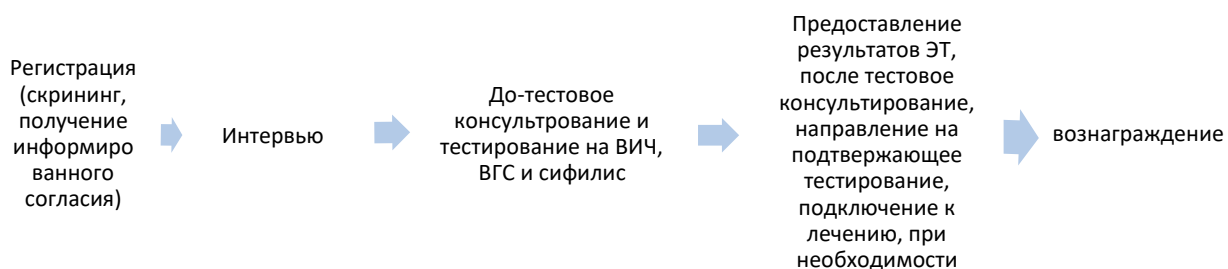 Регистрация
(скрининг,
получение
информиро
ванного
согласия)
Интервью
До-тестовое
консультрование и
тестирование на ВИЧ,
ВГС и сифилис
Предоставление
результатов ЭТ,
после тестовое
консультирование,
направление на
подтвержающее
тестирование,
подключение к
лечению, при
необходимости
вознаграждение